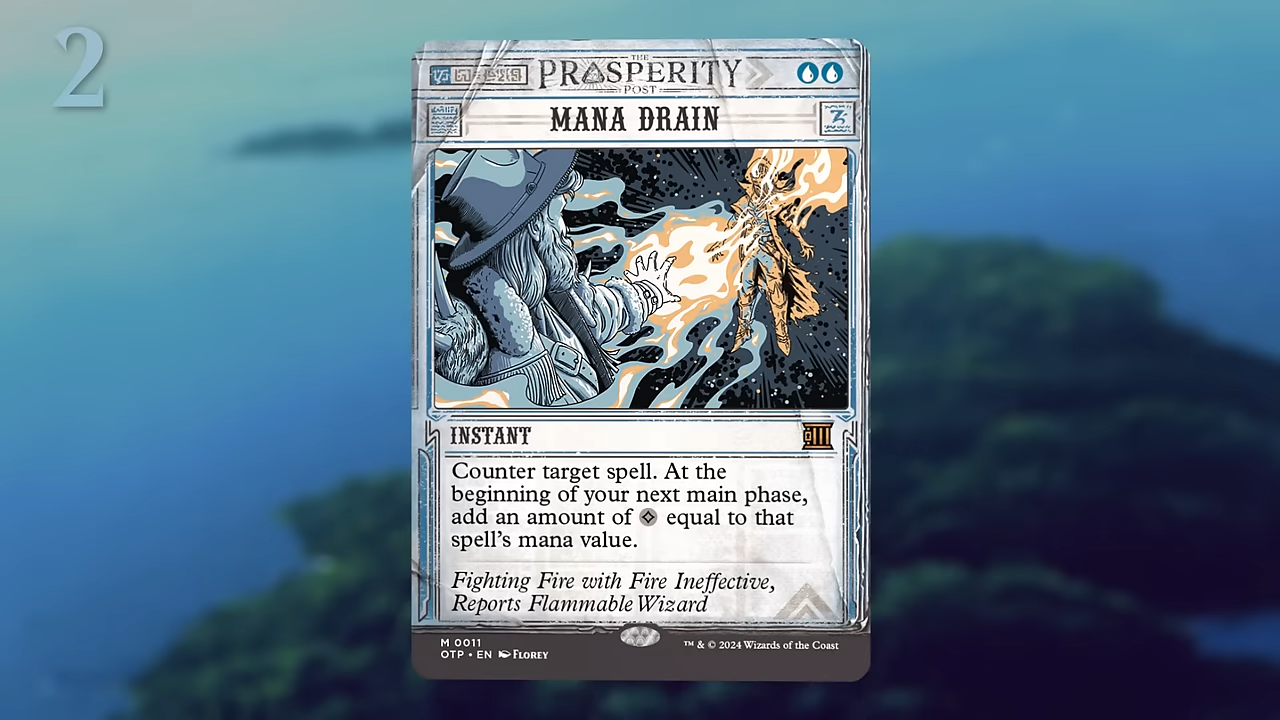 2
THE
PROSPERITY
POST
MANA DRAIN
INSTANT
Counter target spell. At the
beginning of your next main phase,
add an amount of equal to that
spell's mana value.
Fighting Fire with Fire Ineffective,
Reports Flammable Wizard
M 0011
OTP • EN FLOREY
™ & © 2024 Wizards of the Coast